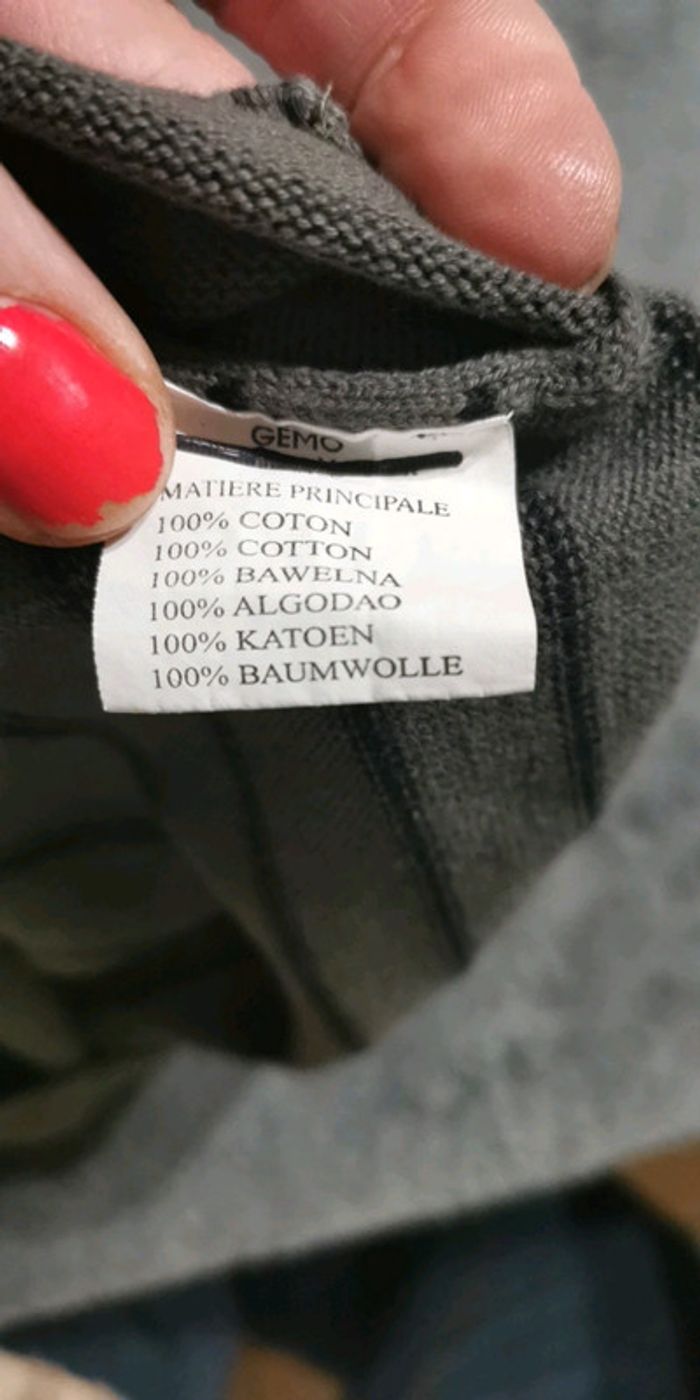 GEMO
MATIERE PRINCIPALE
100% COTON
100% COTTON
100% BAWELNA
100% ALGODAO
100% KATOEN
100% BAUMWOLLE